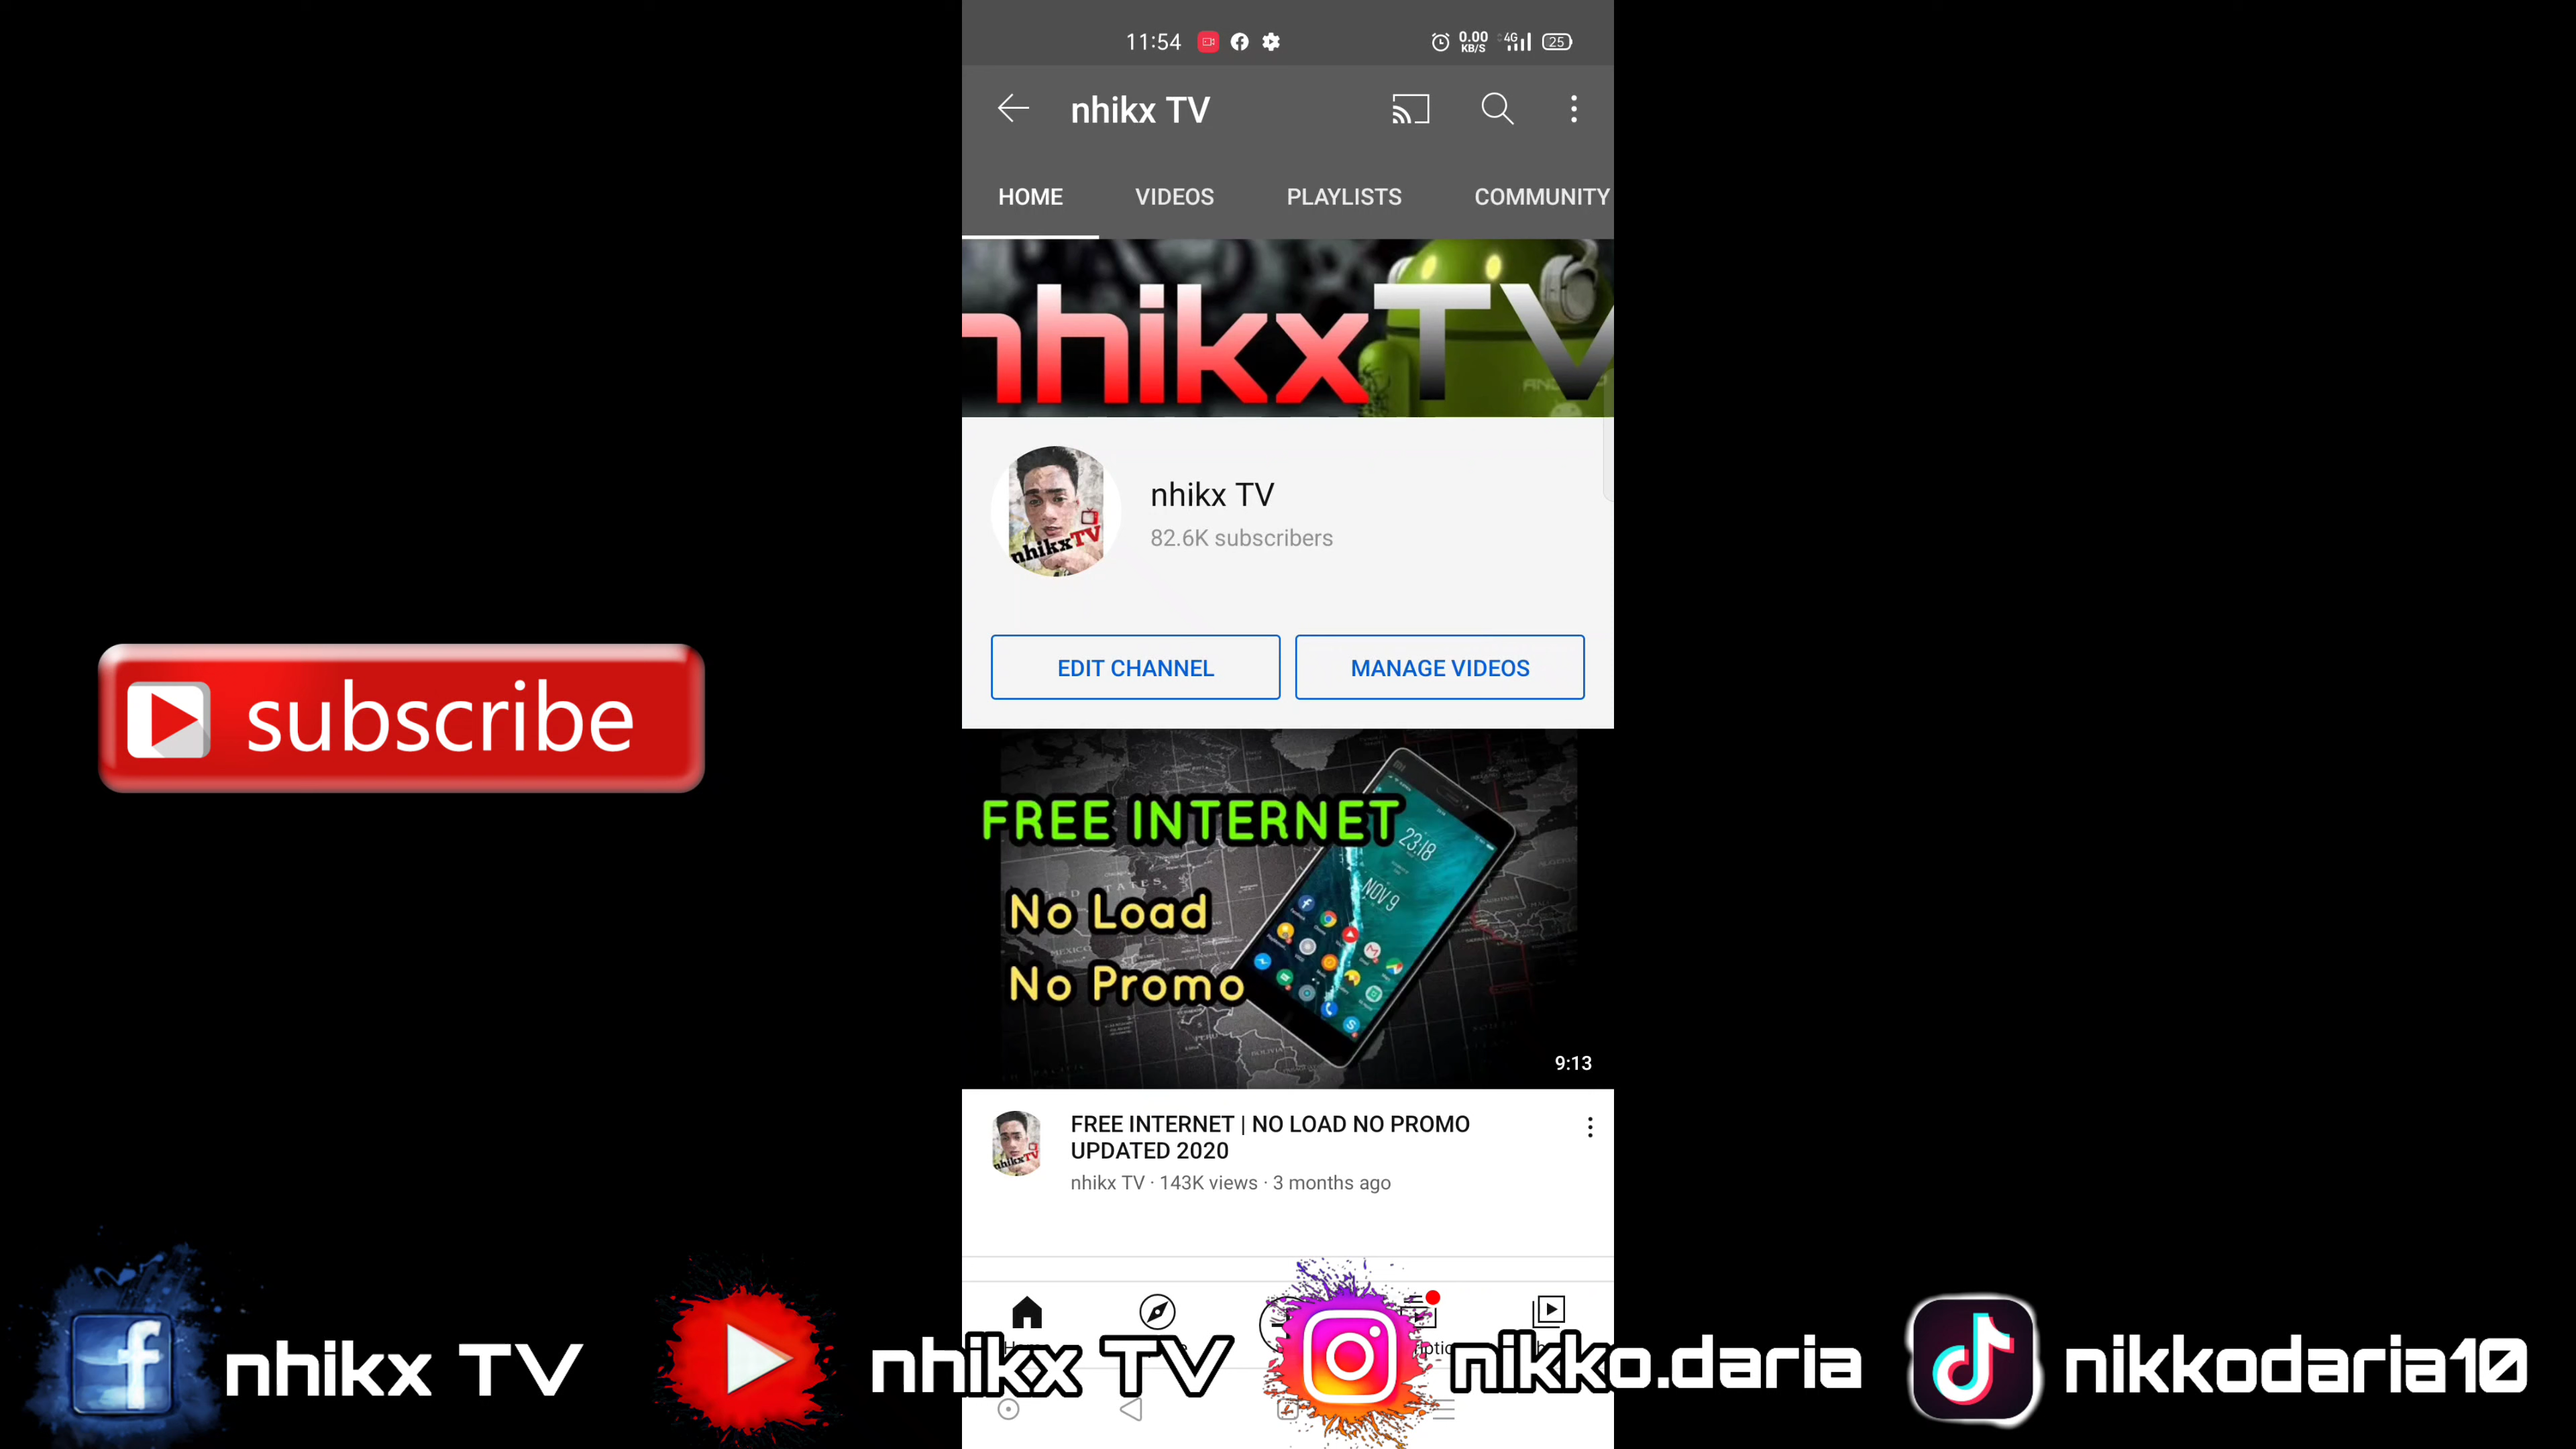 11:54
0.00
KB/S
4G
25
nhikx TV
HOME VIDEOS PLAYLISTS COMMUNITY
nhikxTV
nhikx TV
nhikxTV
82.6K subscribers
EDIT CHANNEL MANAGE VIDEOS
subscribe
FREE INTERNET
No Load
No Promo
23:18
NOV 9
9:13
FREE INTERNET | NO LOAD NO PROMO
UPDATED 2020
nhikxTV
nhikx TV · 143K views · 3 months ago
nhikx TV nhikx TV nikko.daria nikkodaria10